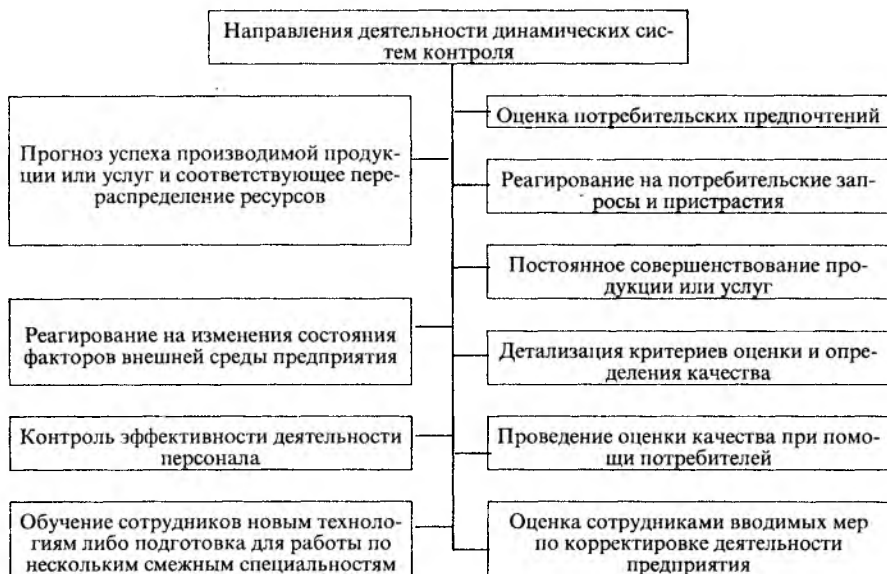 Направления деятельности динамических сис-
тем контроля
Прогноз успеха производимой продук-
ции или услуг и соответствующее пере-
распределение ресурсов
Реагирование на изменения состояния
факторов внешней среды предприятия
Контроль эффективности деятельности
персонала
Обучение сотрудников новым техноло-
гиям либо подготовка для работы по
нескольким смежным специальностям
Оценка потребительских предпочтений
Реагирование на потребительские зап-
росы и пристрастия
Постоянное совершенствование про-
дукции или услуг
Детализация критериев оценки и опре-
деления качества
Проведение оценки качества при помо-
щи потребителей
Оценка сотрудниками вводимых мер
по корректировке деятельности
предприятия